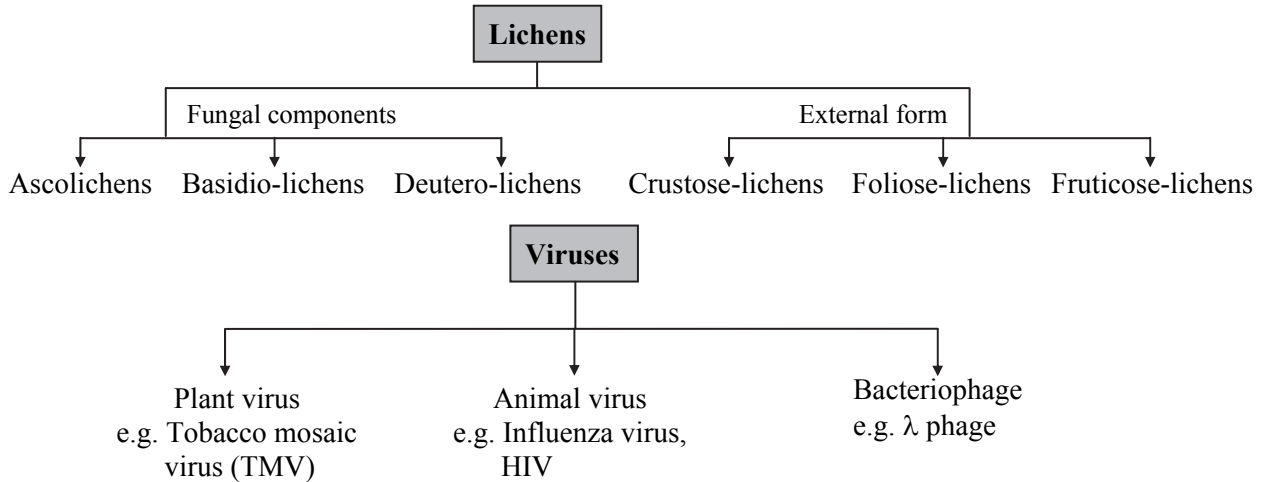 Lichens
Fungal components
External form
Ascolichens
Basidio-lichens
Deutero-lichens
Crustose-lichens
Foliose-lichens
Fruticose-lichens
Viruses
Plant virus
e.g. Tobacco mosaic
virus (TMV)
Animal virus
e.g. Influenza virus,
HIV
Bacteriophage
e.g. λ phage